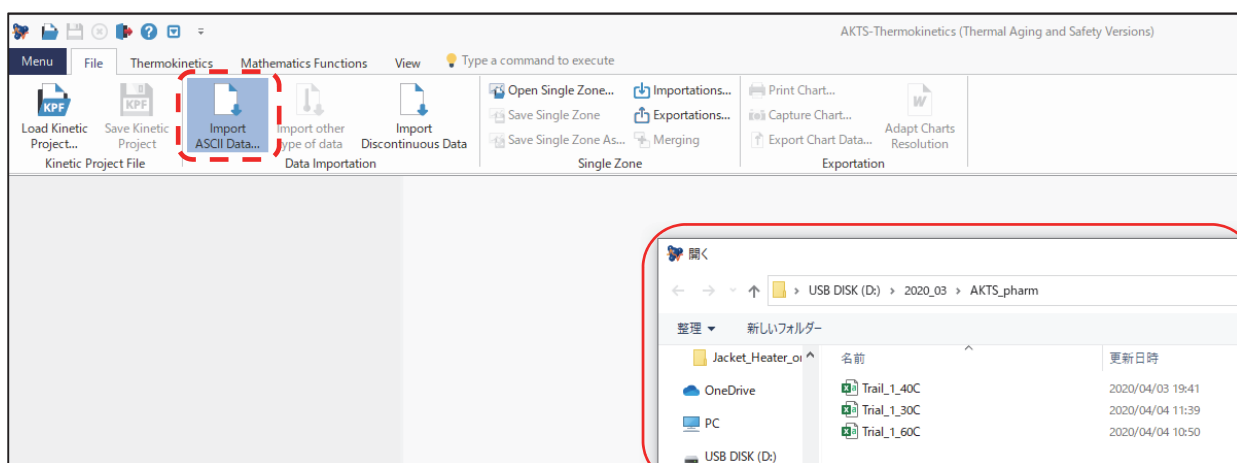 AKTS-Thermokinetics (Thermal Aging and Safety Versions)
Menu File Thermokinetics Mathematics Functions View Type a command to execute
KPF KPF Open Single Zone... Importations... Print Chart...
Save Single Zone Exportations... Capture Chart...
Save Single Zone As... Merging Export Chart Data...
Load Kinetic Project... Save Kinetic Project Import ASCII Data... Import other type of data Import Discontinuous Data Adapt Charts Resolution
Kinetic Project File Data Importation Single Zone Exportation
開く
USB DISK (D:) › 2020_03 › AKTS_pharm
整理 新しいフォルダー
名前 更新日時
Jacket_Heater_
OneDrive
PC
USB DISK (D:)
Trail_1_40C 2020/04/03 19:41
Trial_1_30C 2020/04/04 11:39
Trial_1_60C 2020/04/04 10:50